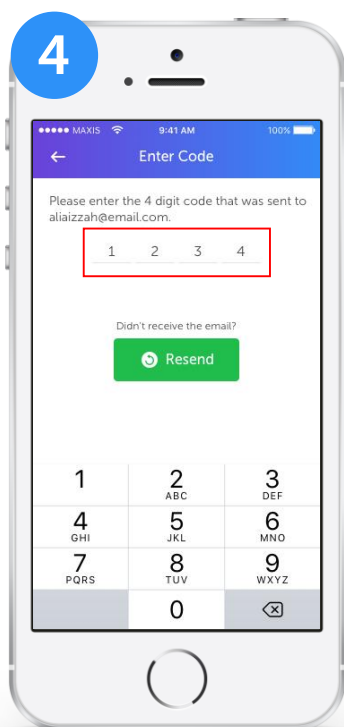 4
MAXIS 9:41 AM 100%
Enter Code
Please enter the 4 digit code that was sent to
aliaizzah@email.com.
1 2 3 4
Didn't receive the email?
Resend
1 2 3
ABC DEF
4 5 6
GHI JKL MNO
7 8 9
PQRS TUV WXYZ
0